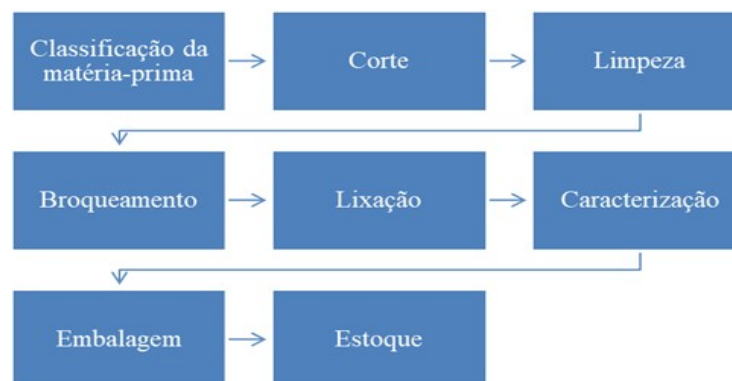 Classificação da
matéria-prima
Corte
Limpeza
Broqueamento
Lixação
Caracterização
Embalagem
Estoque